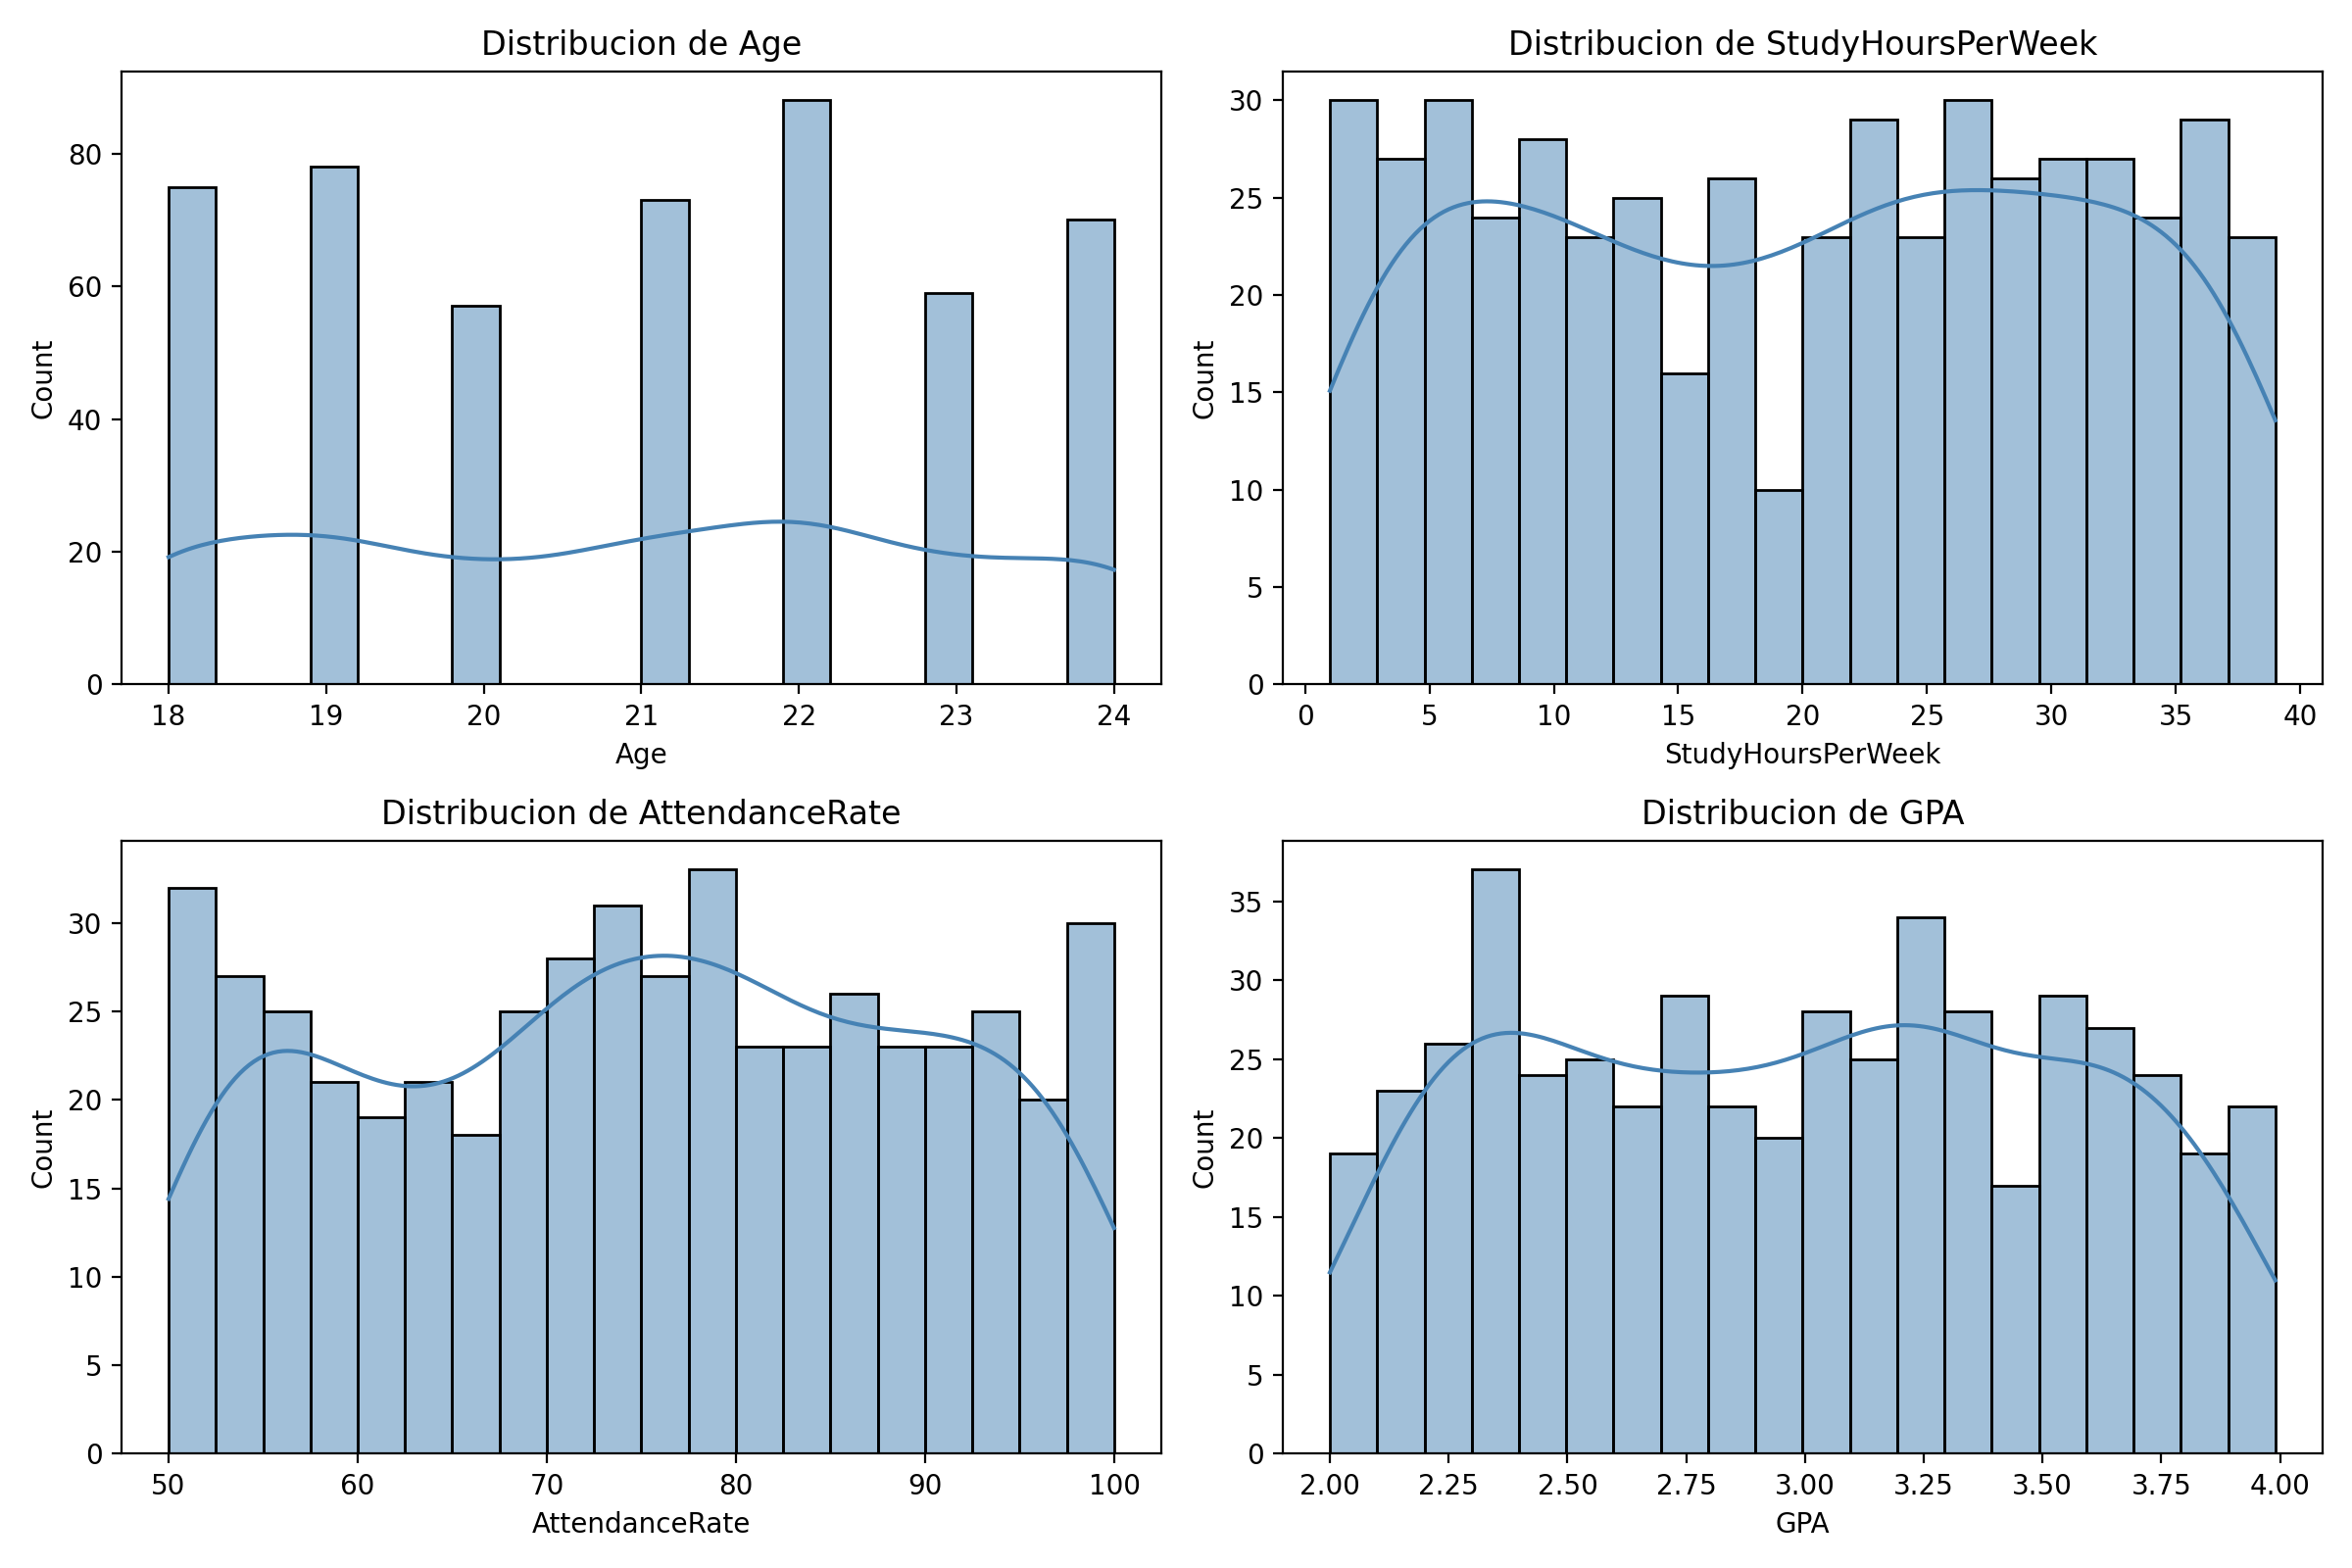 Distribucion de Age
Count
80
60
40
20
0
18 19 20 21 22 23 24
Age
Distribucion de StudyHoursPerWeek
Count
30
25
20
15
10
5
0
0 5 10 15 20 25 30 35 40
StudyHoursPerWeek
Distribucion de AttendanceRate
Count
30
25
20
15
10
5
0
50 60 70 80 90 100
AttendanceRate
Distribucion de GPA
Count
35
30
25
20
15
10
5
0
2.00 2.25 2.50 2.75 3.00 3.25 3.50 3.75 4.00
GPA